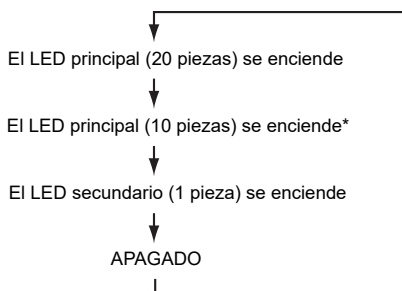 El LED principal (20 piezas) se enciende
El LED principal (10 piezas) se enciende*
El LED secundario (1 pieza) se enciende
APAGADO